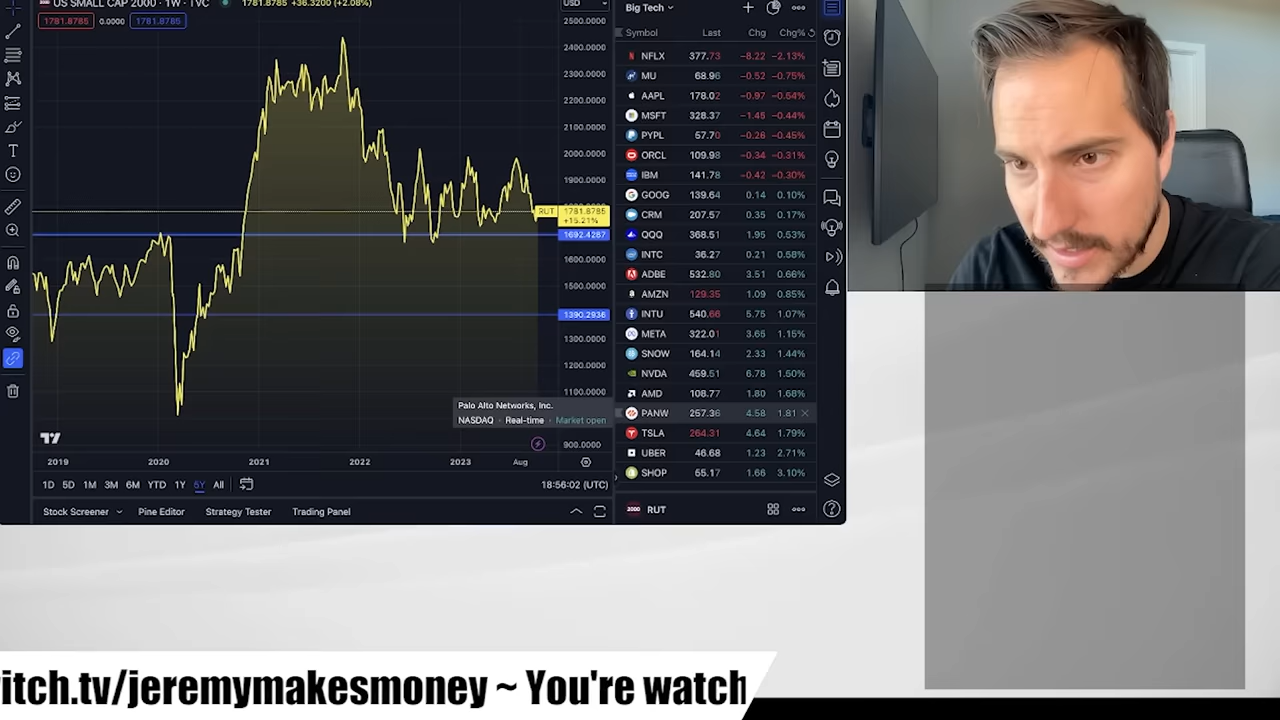 US SMALL CAP 2000 · 1W · TVC 1781.8785 +36.3200 (+2.08%)
1781.8785 0.0000 1781.8785
USD
2500.0000
2400.0000
2300.0000
2200.0000
2100.0000
2000.0000
1900.0000
RUT 1781.8785
+15.21%
1692.4287
1600.0000
1500.0000
1390.2936
1300.0000
1200.0000
1100.0000
900.0000
Palo Alto Networks, Inc.
NASDAQ · Real-time · Market open
2019 2020 2021 2022 2023 Aug
1D 5D 1M 3M 6M YTD 1Y 5Y All
18:56:02 (UTC)
Stock Screener Pine Editor Strategy Tester Trading Panel
Big Tech
Symbol Last Chg Chg%
NFLX 377.73 −8.22 −2.13%
MU 68.96 −0.52 −0.75%
AAPL 178.02 −0.97 −0.54%
MSFT 328.37 −1.45 −0.44%
PYPL 57.70 −0.26 −0.45%
ORCL 109.98 −0.34 −0.31%
IBM 141.78 −0.42 −0.30%
GOOG 139.64 0.14 0.10%
CRM 207.57 0.35 0.17%
QQQ 368.51 1.95 0.53%
INTC 36.27 0.21 0.58%
ADBE 532.80 3.51 0.66%
AMZN 129.35 1.09 0.85%
INTU 540.66 5.75 1.07%
META 322.01 3.65 1.15%
SNOW 164.14 2.33 1.44%
NVDA 459.51 6.78 1.50%
AMD 108.77 1.80 1.68%
PANW 257.36 4.58 1.81
TSLA 264.31 4.64 1.79%
UBER 46.68 1.23 2.71%
SHOP 65.17 1.66 3.10%
2000 RUT
itch.tv/jeremymakesmoney ~ You're watch